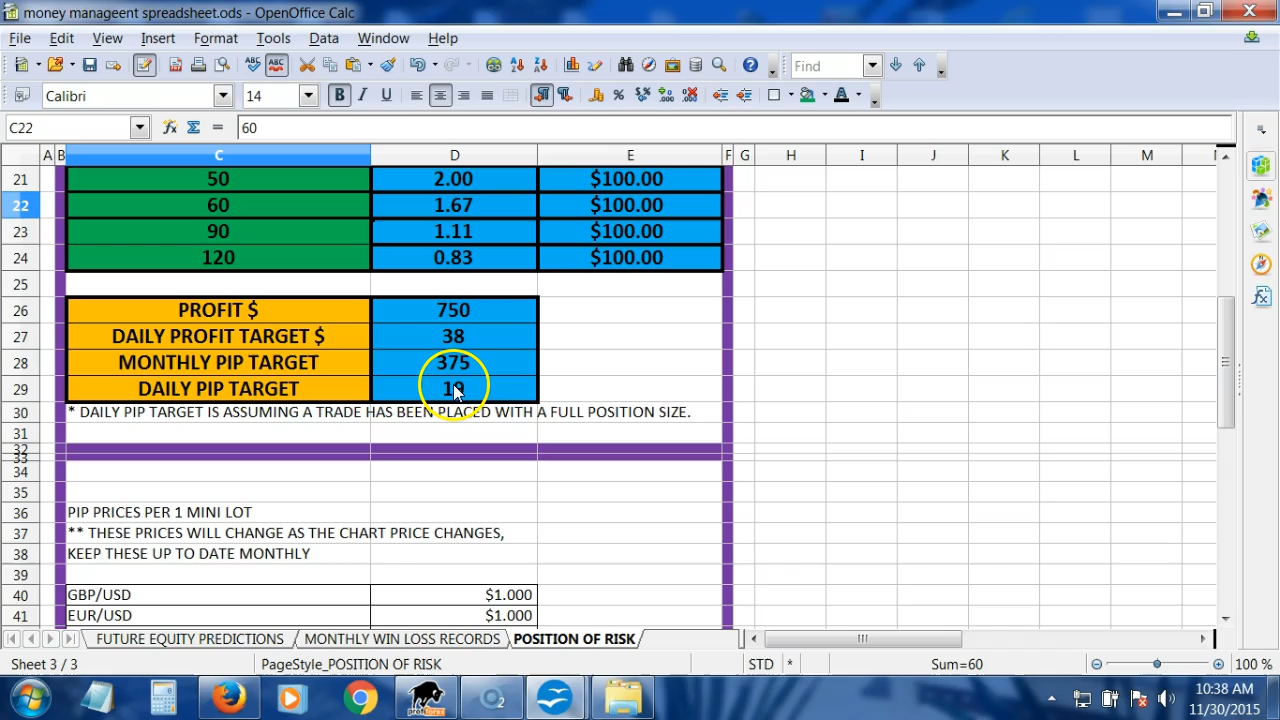 money manageent spreadsheet.ods - OpenOffice Calc
File Edit View Insert Format Tools Data Window Help
ABC ABC Find
Calibri 14
C22 60
A B C D E F G H I J K L M
21 50 2.00 $100.00
22 60 1.67 $100.00
23 90 1.11 $100.00
24 120 0.83 $100.00
25
26 PROFIT $ 750
27 DAILY PROFIT TARGET $ 38
28 MONTHLY PIP TARGET 375
29 DAILY PIP TARGET 19
30 * DAILY PIP TARGET IS ASSUMING A TRADE HAS BEEN PLACED WITH A FULL POSITION SIZE.
31
32
33
34
35
36 PIP PRICES PER 1 MINI LOT
37 ** THESE PRICES WILL CHANGE AS THE CHART PRICE CHANGES,
38 KEEP THESE UP TO DATE MONTHLY
39
40 GBP/USD $1.000
41 EUR/USD $1.000
FUTURE EQUITY PREDICTIONS MONTHLY WIN LOSS RECORDS POSITION OF RISK
Sheet 3 / 3 PageStyle_POSITION OF RISK STD * Sum=60 100 %
10:38 AM
11/30/2015